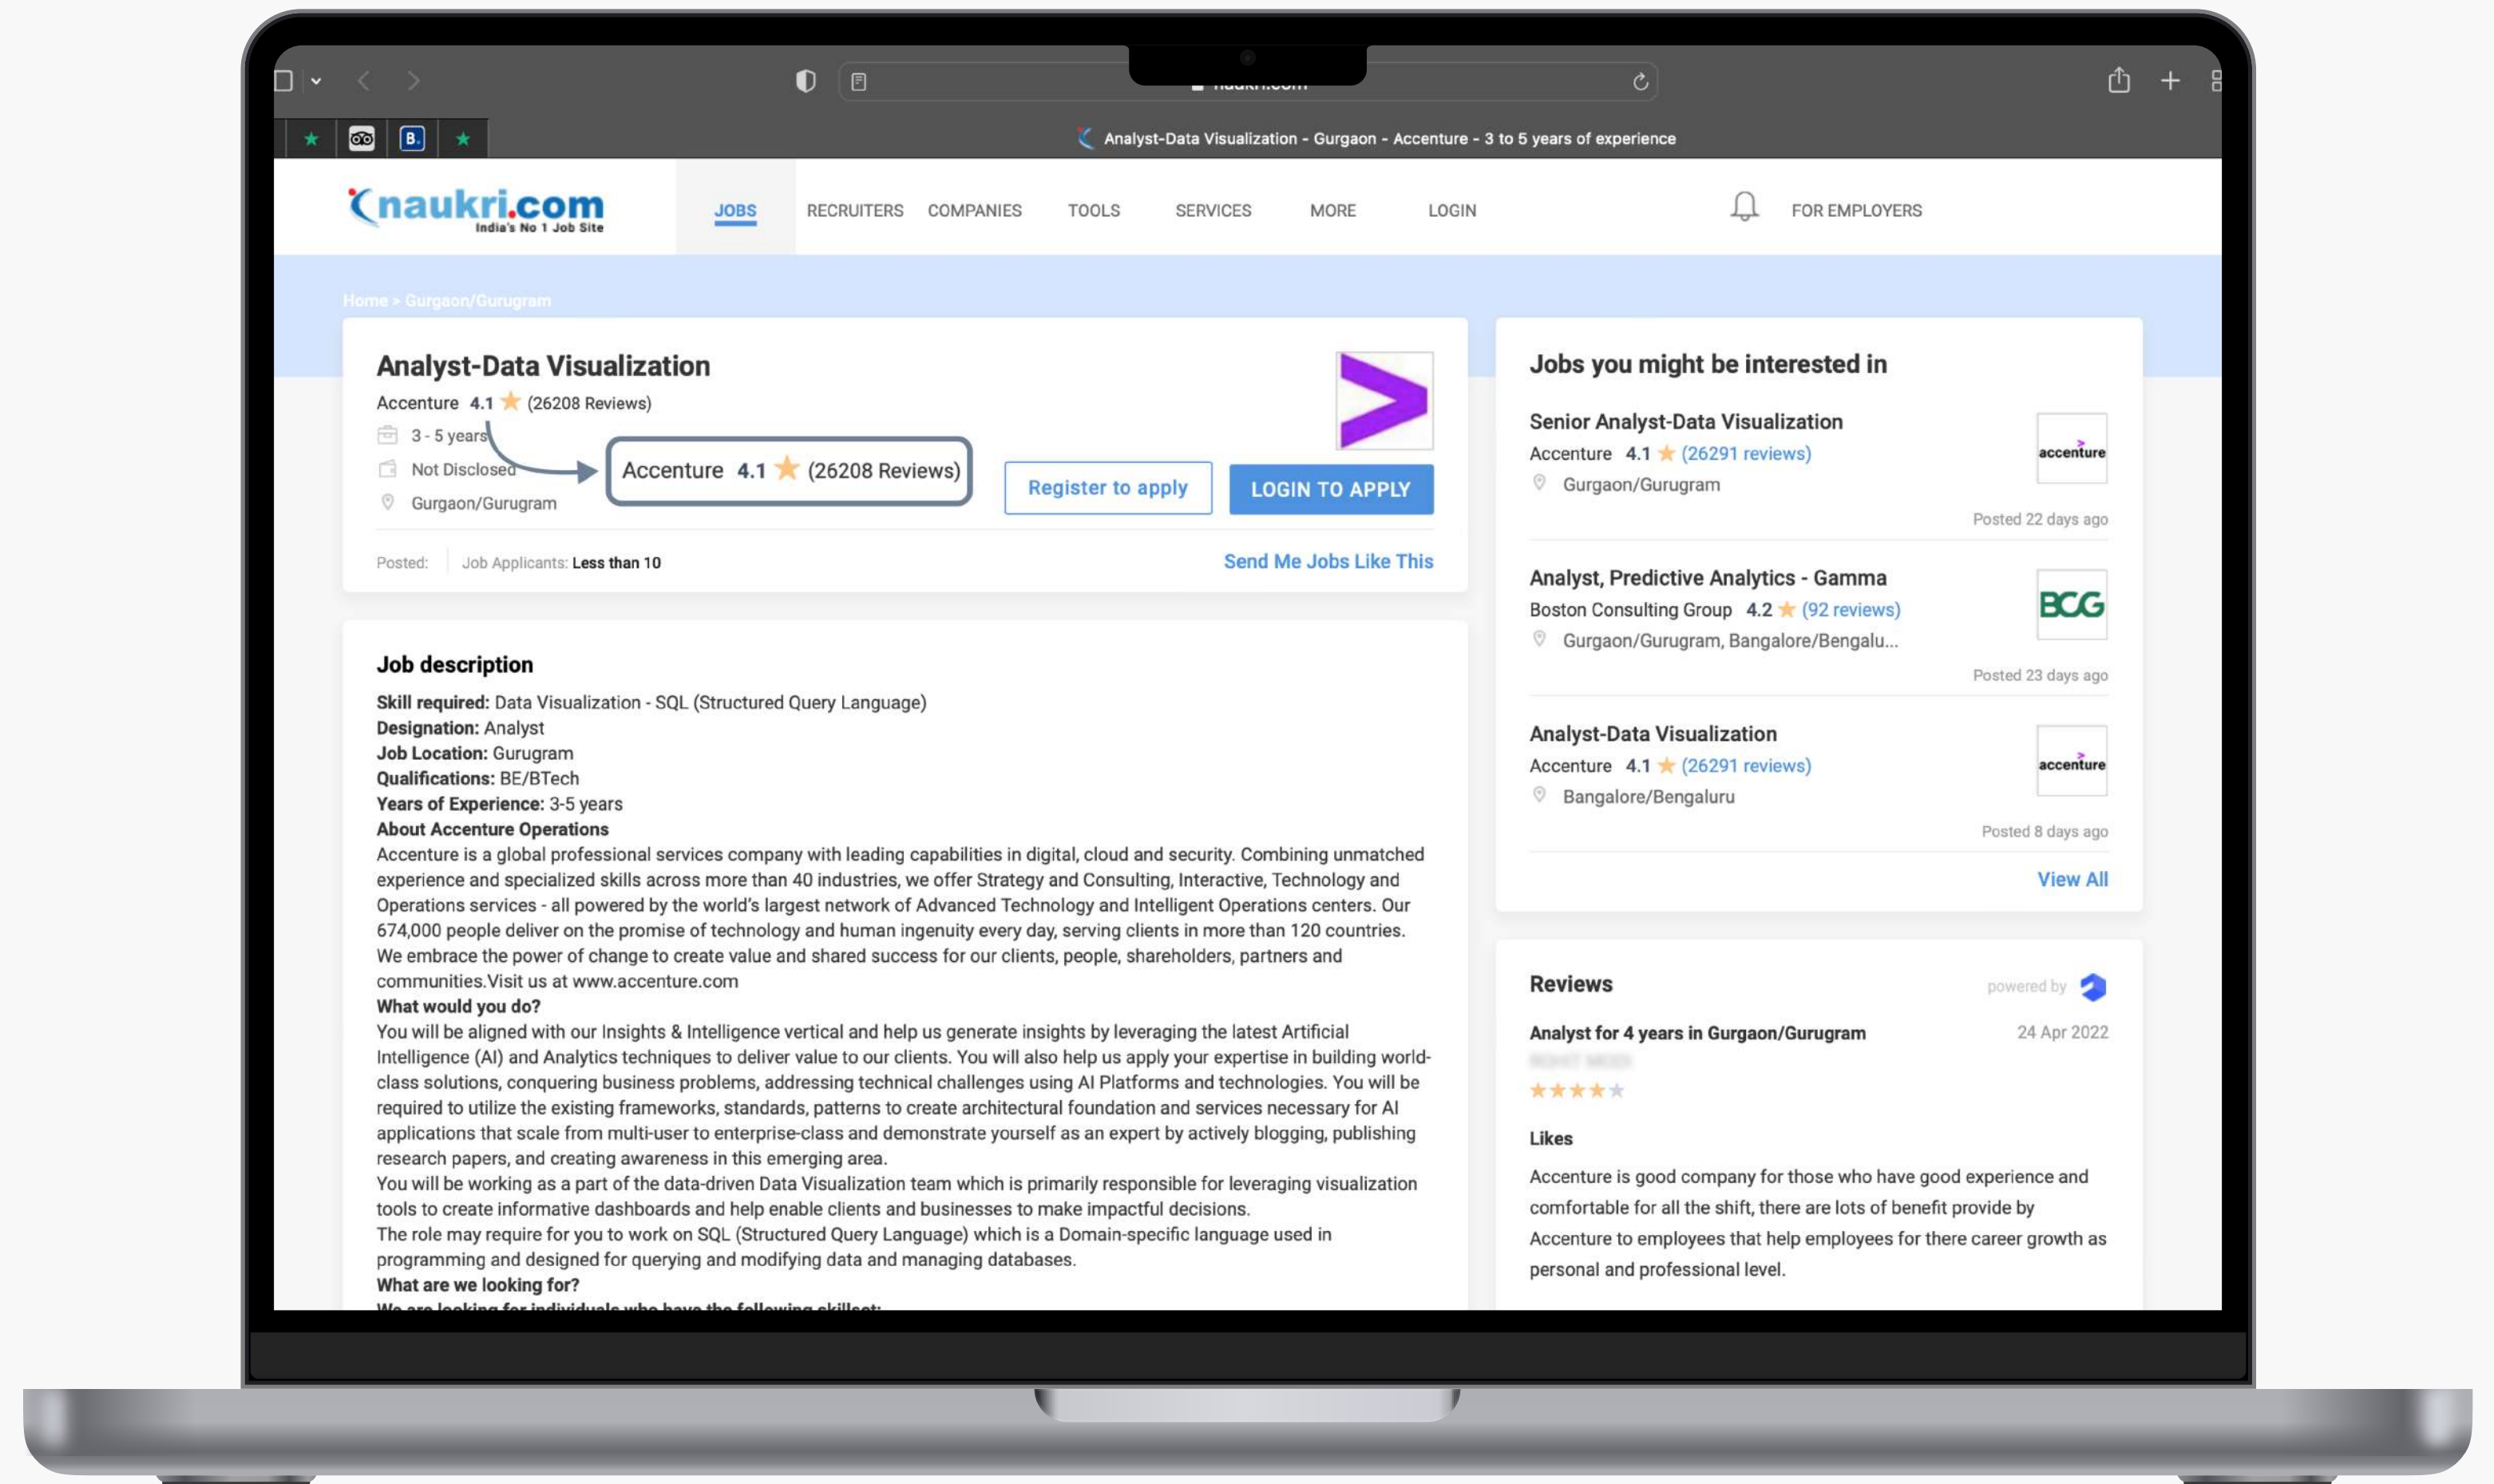 naukri.com
B.
Analyst-Data Visualization - Gurgaon - Accenture - 3 to 5 years of experience
naukri.com
India's No 1 Job Site
JOBS
RECRUITERS
COMPANIES
TOOLS
SERVICES
MORE
LOGIN
FOR EMPLOYERS
Home > Gurgaon/Gurugram
Analyst-Data Visualization
Accenture 4.1 ★ (26208 Reviews)
3 - 5 years
Not Disclosed
Gurgaon/Gurugram
Accenture 4.1 ★ (26208 Reviews)
Register to apply
LOGIN TO APPLY
Posted:
Job Applicants: Less than 10
Send Me Jobs Like This
Job description
Skill required: Data Visualization - SQL (Structured Query Language)
Designation: Analyst
Job Location: Gurugram
Qualifications: BE/BTech
Years of Experience: 3-5 years
About Accenture Operations
Accenture is a global professional services company with leading capabilities in digital, cloud and security. Combining unmatched
experience and specialized skills across more than 40 industries, we offer Strategy and Consulting, Interactive, Technology and
Operations services - all powered by the world's largest network of Advanced Technology and Intelligent Operations centers. Our
674,000 people deliver on the promise of technology and human ingenuity every day, serving clients in more than 120 countries.
We embrace the power of change to create value and shared success for our clients, people, shareholders, partners and
communities.Visit us at www.accenture.com
What would you do?
You will be aligned with our Insights & Intelligence vertical and help us generate insights by leveraging the latest Artificial
Intelligence (AI) and Analytics techniques to deliver value to our clients. You will also help us apply your expertise in building world-
class solutions, conquering business problems, addressing technical challenges using AI Platforms and technologies. You will be
required to utilize the existing frameworks, standards, patterns to create architectural foundation and services necessary for AI
applications that scale from multi-user to enterprise-class and demonstrate yourself as an expert by actively blogging, publishing
research papers, and creating awareness in this emerging area.
You will be working as a part of the data-driven Data Visualization team which is primarily responsible for leveraging visualization
tools to create informative dashboards and help enable clients and businesses to make impactful decisions.
The role may require for you to work on SQL (Structured Query Language) which is a Domain-specific language used in
programming and designed for querying and modifying data and managing databases.
What are we looking for?
We are looking for individuals who have the following skillset:
Jobs you might be interested in
Senior Analyst-Data Visualization
Accenture 4.1 ★ (26291 reviews)
Gurgaon/Gurugram
accenture
Posted 22 days ago
Analyst, Predictive Analytics - Gamma
Boston Consulting Group 4.2 ★ (92 reviews)
Gurgaon/Gurugram, Bangalore/Bengalu...
BCG
Posted 23 days ago
Analyst-Data Visualization
Accenture 4.1 ★ (26291 reviews)
Bangalore/Bengaluru
accenture
Posted 8 days ago
View All
Reviews
powered by
Analyst for 4 years in Gurgaon/Gurugram
24 Apr 2022
Likes
Accenture is good company for those who have good experience and
comfortable for all the shift, there are lots of benefit provide by
Accenture to employees that help employees for there career growth as
personal and professional level.